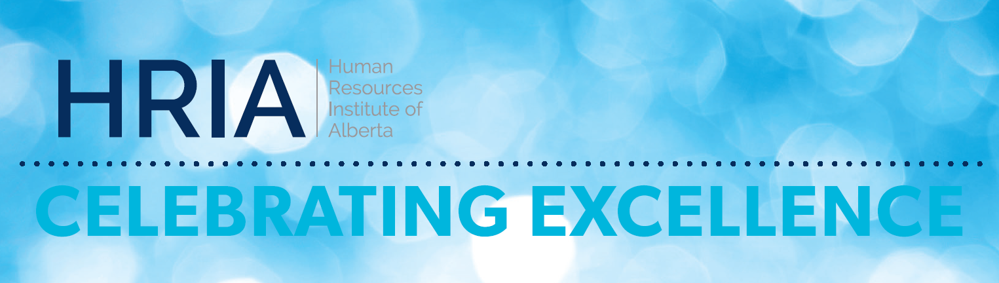 HRIA
Human
Resources
Institute of
Alberta
CELEBRATING EXCELLENCE